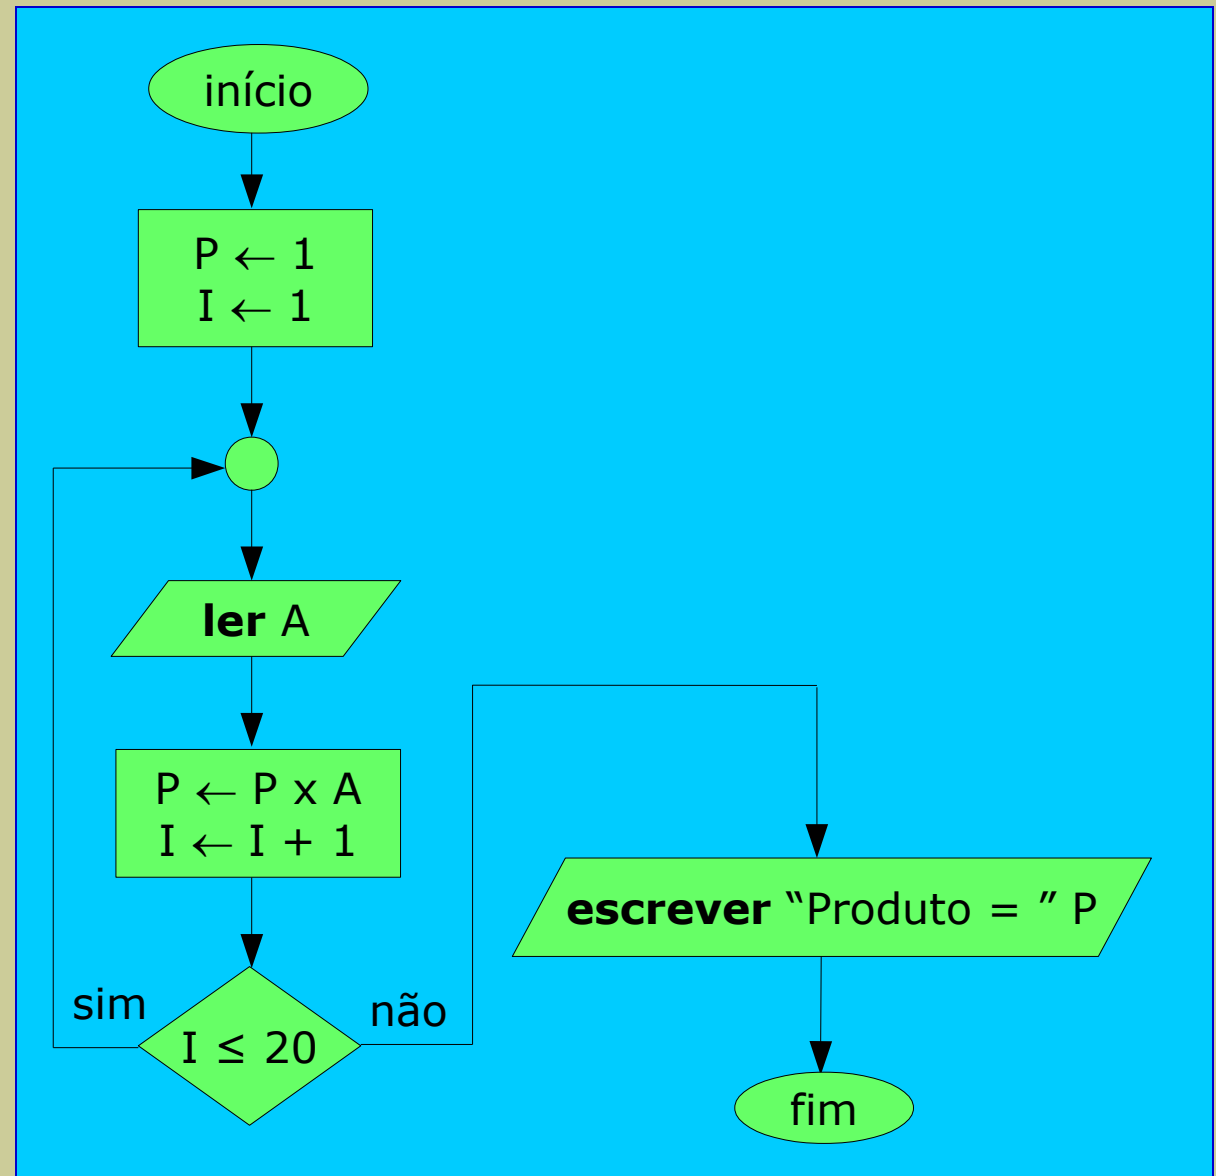 início
P ← 1
I ← 1
ler A
P ← P x A
I ← I + 1
sim
I ≤ 20
não
escrever “Produto = ” P
fim